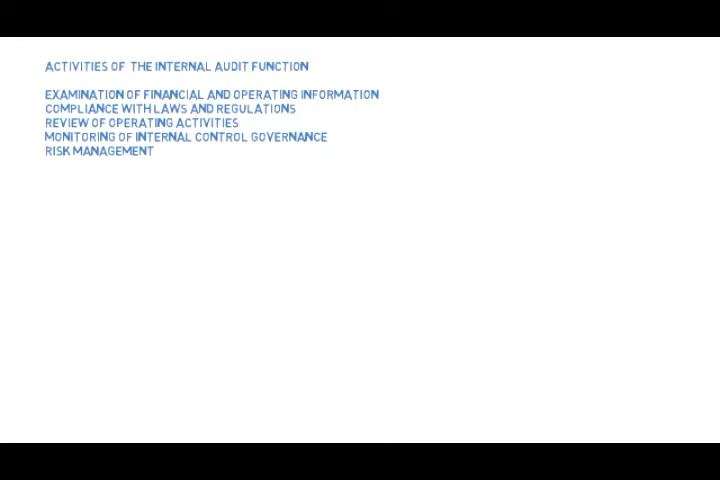 ACTIVITIES OF THE INTERNAL AUDIT FUNCTION
EXAMINATION OF FINANCIAL AND OPERATING INFORMATION
COMPLIANCE WITH LAWS AND REGULATIONS
REVIEW OF OPERATING ACTIVITIES
MONITORING OF INTERNAL CONTROL GOVERNANCE
RISK MANAGEMENT